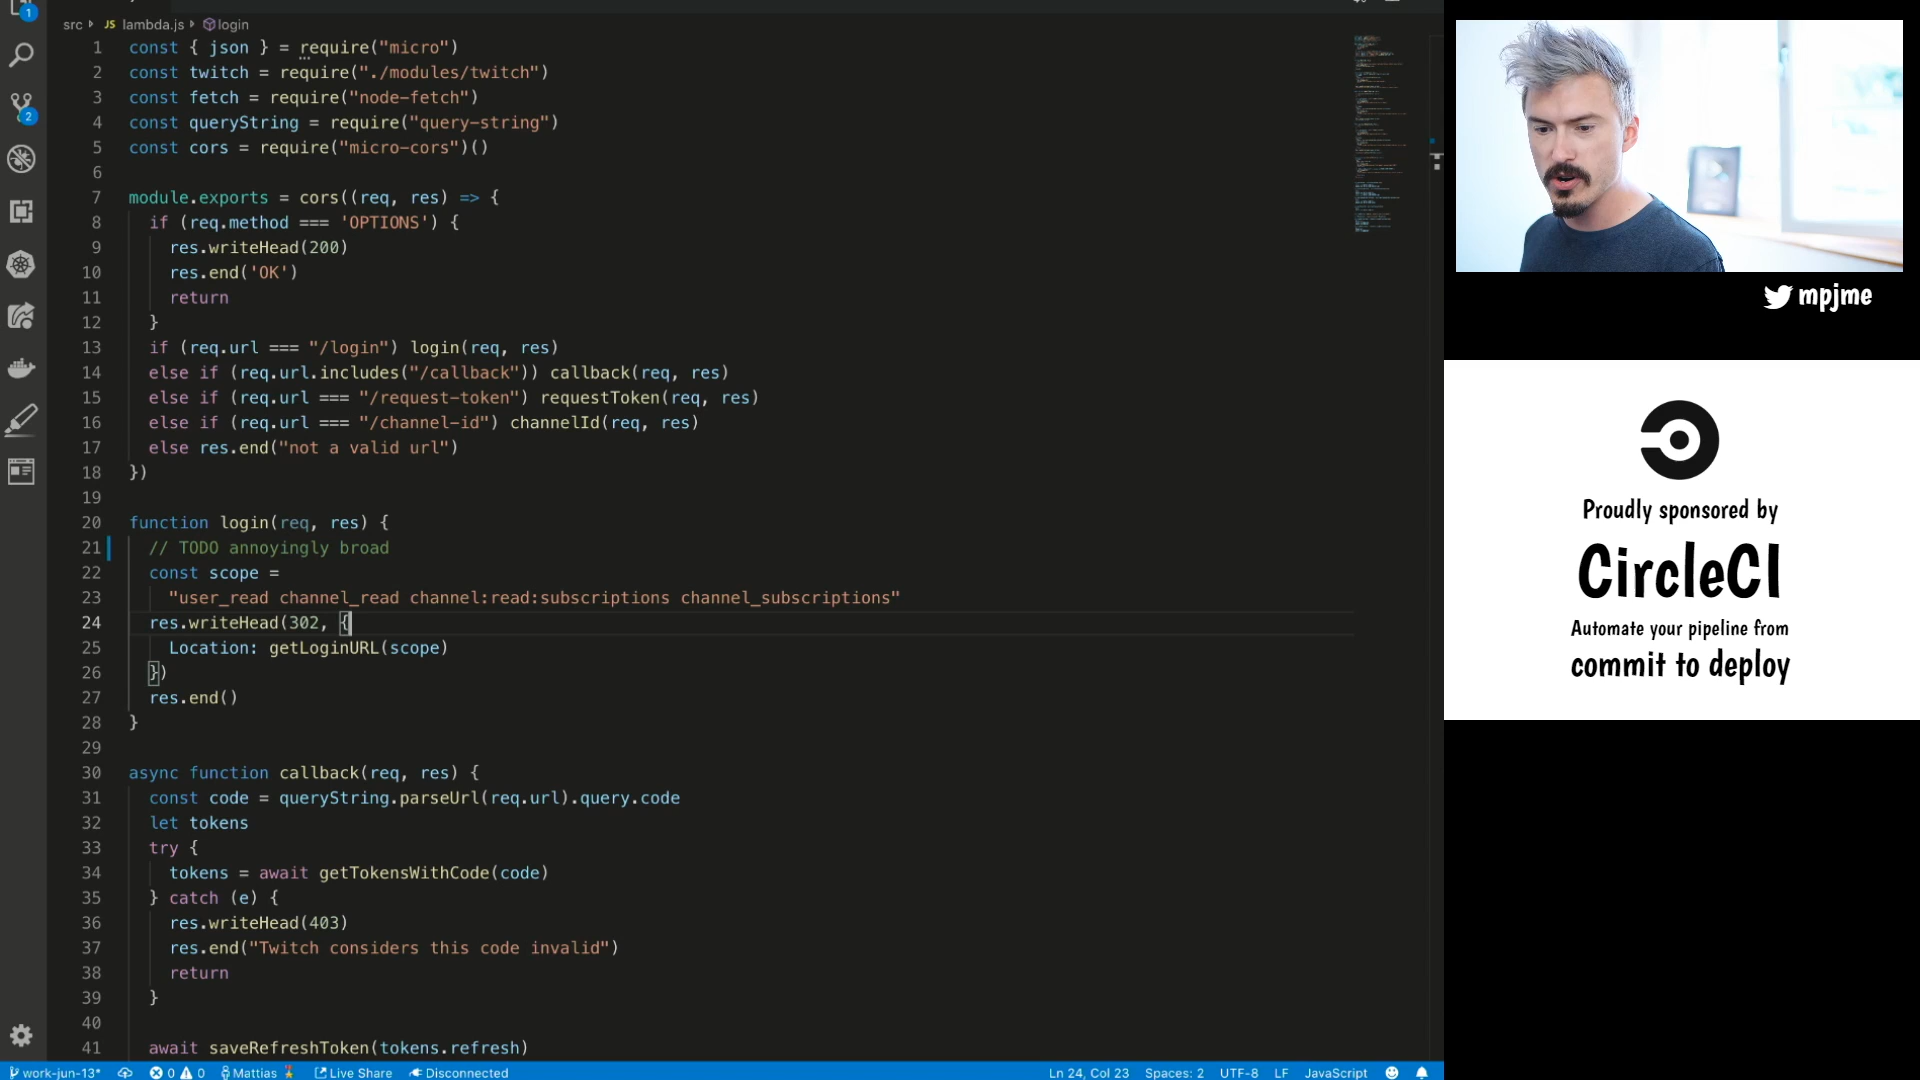 1
2
src
JS lambda.js
login
1 const { json } = require("micro")
2 const twitch = require("./modules/twitch")
3 const fetch = require("node-fetch")
4 const queryString = require("query-string")
5 const cors = require("micro-cors")()
6
7 module.exports = cors((req, res) => {
8 if (req.method === 'OPTIONS') {
9 res.writeHead(200)
10 res.end('OK')
11 return
12 }
13 if (req.url === "/login") login(req, res)
14 else if (req.url.includes("/callback")) callback(req, res)
15 else if (req.url === "/request-token") requestToken(req, res)
16 else if (req.url === "/channel-id") channelId(req, res)
17 else res.end("not a valid url")
18 })
19
20 function login(req, res) {
21 // TODO annoyingly broad
22 const scope =
23 "user_read channel_read channel:read:subscriptions channel_subscriptions"
24 res.writeHead(302, {
25 Location: getLoginURL(scope)
26 })
27 res.end()
28 }
29
30 async function callback(req, res) {
31 const code = queryString.parseUrl(req.url).query.code
32 let tokens
33 try {
34 tokens = await getTokensWithCode(code)
35 } catch (e) {
36 res.writeHead(403)
37 res.end("Twitch considers this code invalid")
38 return
39 }
40
41 await saveRefreshToken(tokens.refresh)
work-jun-13* 0 0 Mattias Live Share Disconnected Ln 24, Col 23 Spaces: 2 UTF-8 LF JavaScript
mpjme
Proudly sponsored by
CircleCI
Automate your pipeline from
commit to deploy